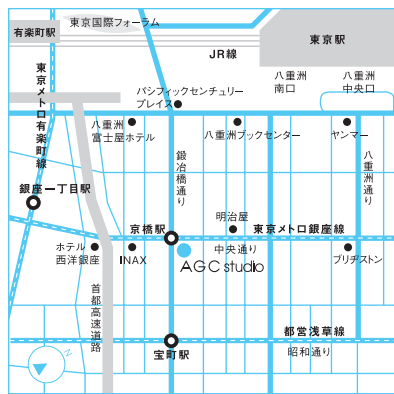 東京国際フォーラム
有楽町駅
東京駅
JR線
八重洲
南口
八重洲
中央口
パシフィックセンチュリー
プレイス
東京メトロ有楽町線
八重洲
富士屋ホテル
八重洲ブックセンター
ヤンマー
鍛冶橋通り
八重洲通り
銀座一丁目駅
明治屋
京橋駅
東京メトロ銀座線
中央通り
ホテル
西洋銀座
INAX
AGC studio
ブリヂストン
首都高速道路
都営浅草線
昭和通り
宝町駅
N